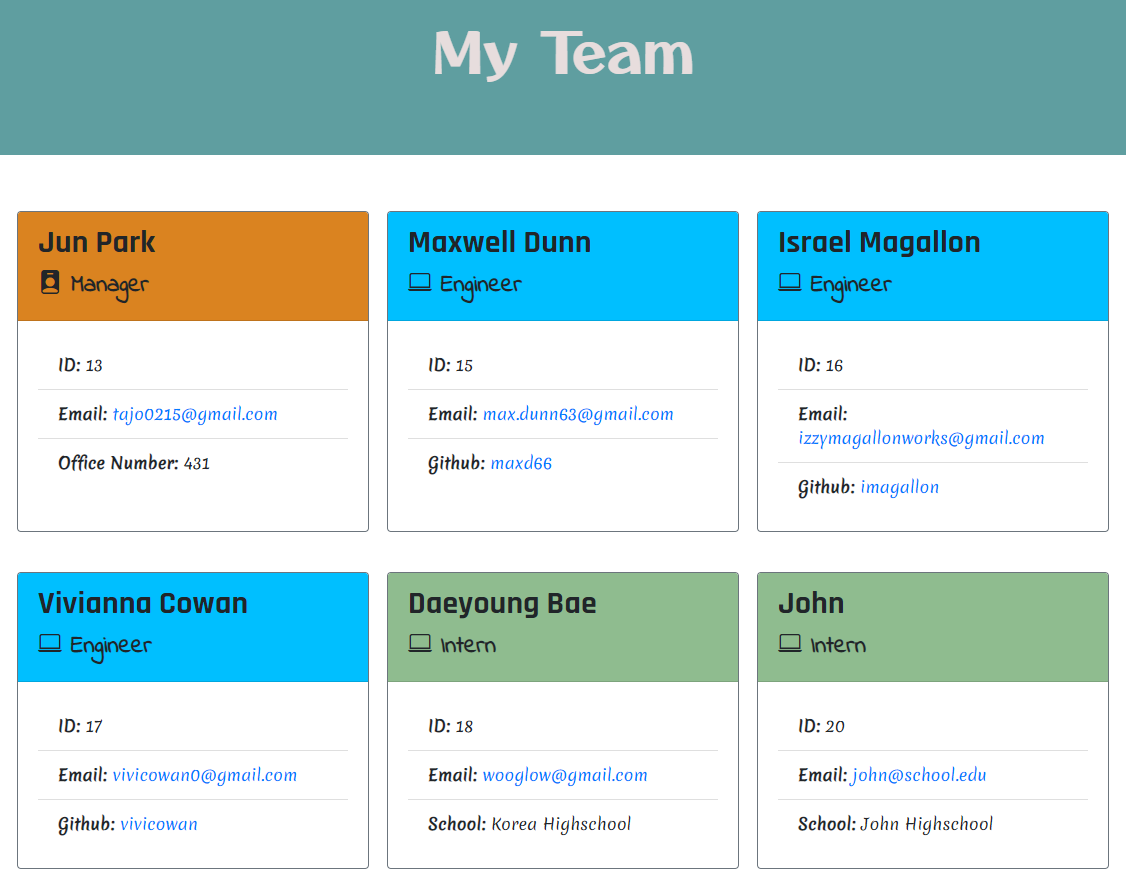 My Team
Jun Park
Manager
ID: 13
Email: tajo0215@gmail.com
Office Number: 431
Maxwell Dunn
Engineer
ID: 15
Email: max.dunn63@gmail.com
Github: maxd66
Israel Magallon
Engineer
ID: 16
Email:
izzymagallonworks@gmail.com
Github: imagallon
Vivianna Cowan
Engineer
ID: 17
Email: vivicowan0@gmail.com
Github: vivicowan
Daeyoung Bae
Intern
ID: 18
Email: wooglow@gmail.com
School: Korea Highschool
John
Intern
ID: 20
Email: john@school.edu
School: John Highschool